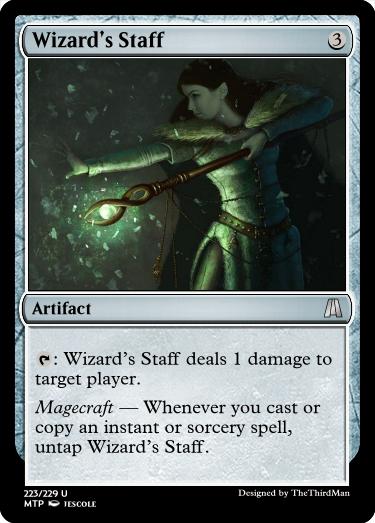 Wizard's Staff 3
Artifact
: Wizard's Staff deals 1 damage to
target player.
Magecraft — Whenever you cast or
copy an instant or sorcery spell,
untap Wizard's Staff.
223/229 U
MTP JESCOLE
Designed by TheThirdMan